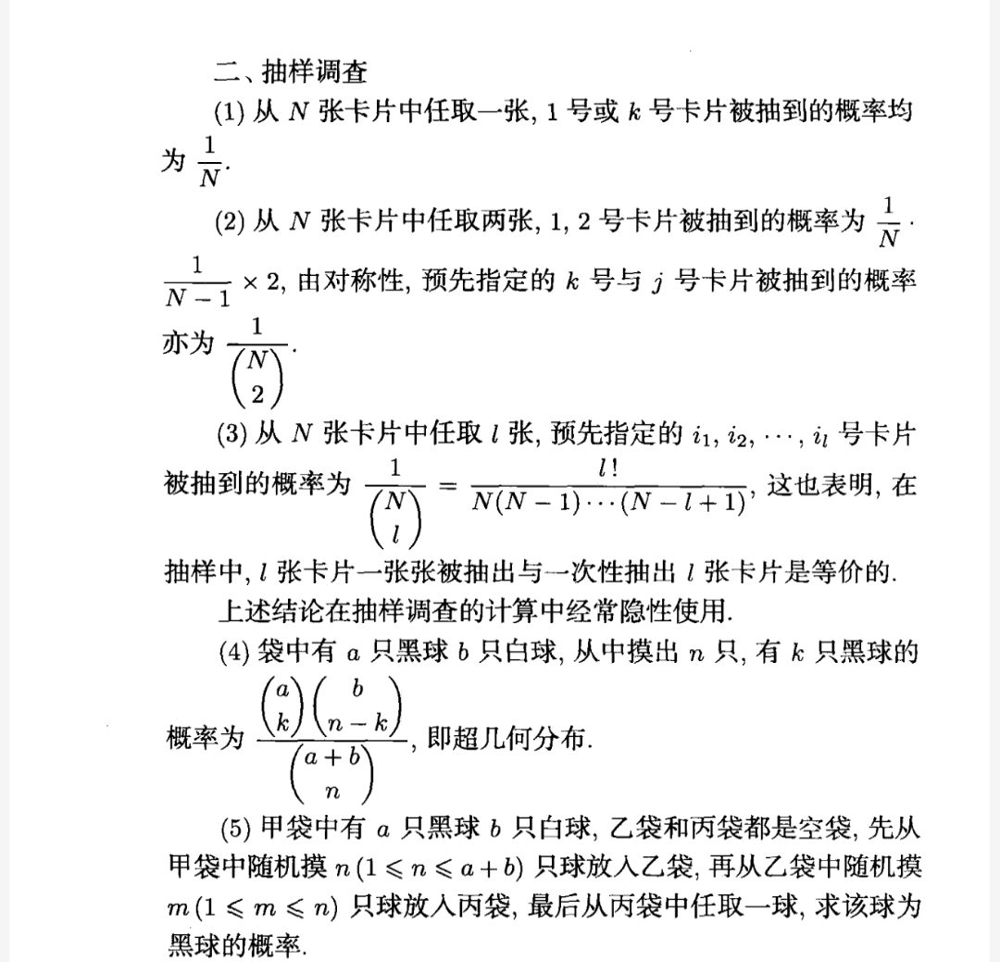 二、抽样调查
(1) 从 N 张卡片中任取一张, 1 号或 k 号卡片被抽到的概率均
为 $\frac{1}{N}$.
(2) 从 N 张卡片中任取两张, 1, 2 号卡片被抽到的概率为 $\frac{1}{N}\cdot$
$\frac{1}{N-1}\times 2$, 由对称性, 预先指定的 k 号与 j 号卡片被抽到的概率
亦为 $\frac{1}{\binom{N}{2}}$.
(3) 从 N 张卡片中任取 l 张, 预先指定的 $i_1, i_2, \cdots, i_l$ 号卡片
被抽到的概率为 $\frac{1}{\binom{N}{l}} = \frac{l!}{N(N-1)\cdots(N-l+1)}$, 这也表明, 在
抽样中, l 张卡片一张张被抽出与一次性抽出 l 张卡片是等价的.
上述结论在抽样调查的计算中经常隐性使用.
(4) 袋中有 a 只黑球 b 只白球, 从中摸出 n 只, 有 k 只黑球的
概率为 $\frac{\binom{a}{k}\binom{b}{n-k}}{\binom{a+b}{n}}$, 即超几何分布.
(5) 甲袋中有 a 只黑球 b 只白球, 乙袋和丙袋都是空袋, 先从
甲袋中随机摸 n (1 ⩽ n ⩽ a + b) 只球放入乙袋, 再从乙袋中随机摸
m (1 ⩽ m ⩽ n) 只球放入丙袋, 最后从丙袋中任取一球, 求该球为
黑球的概率.